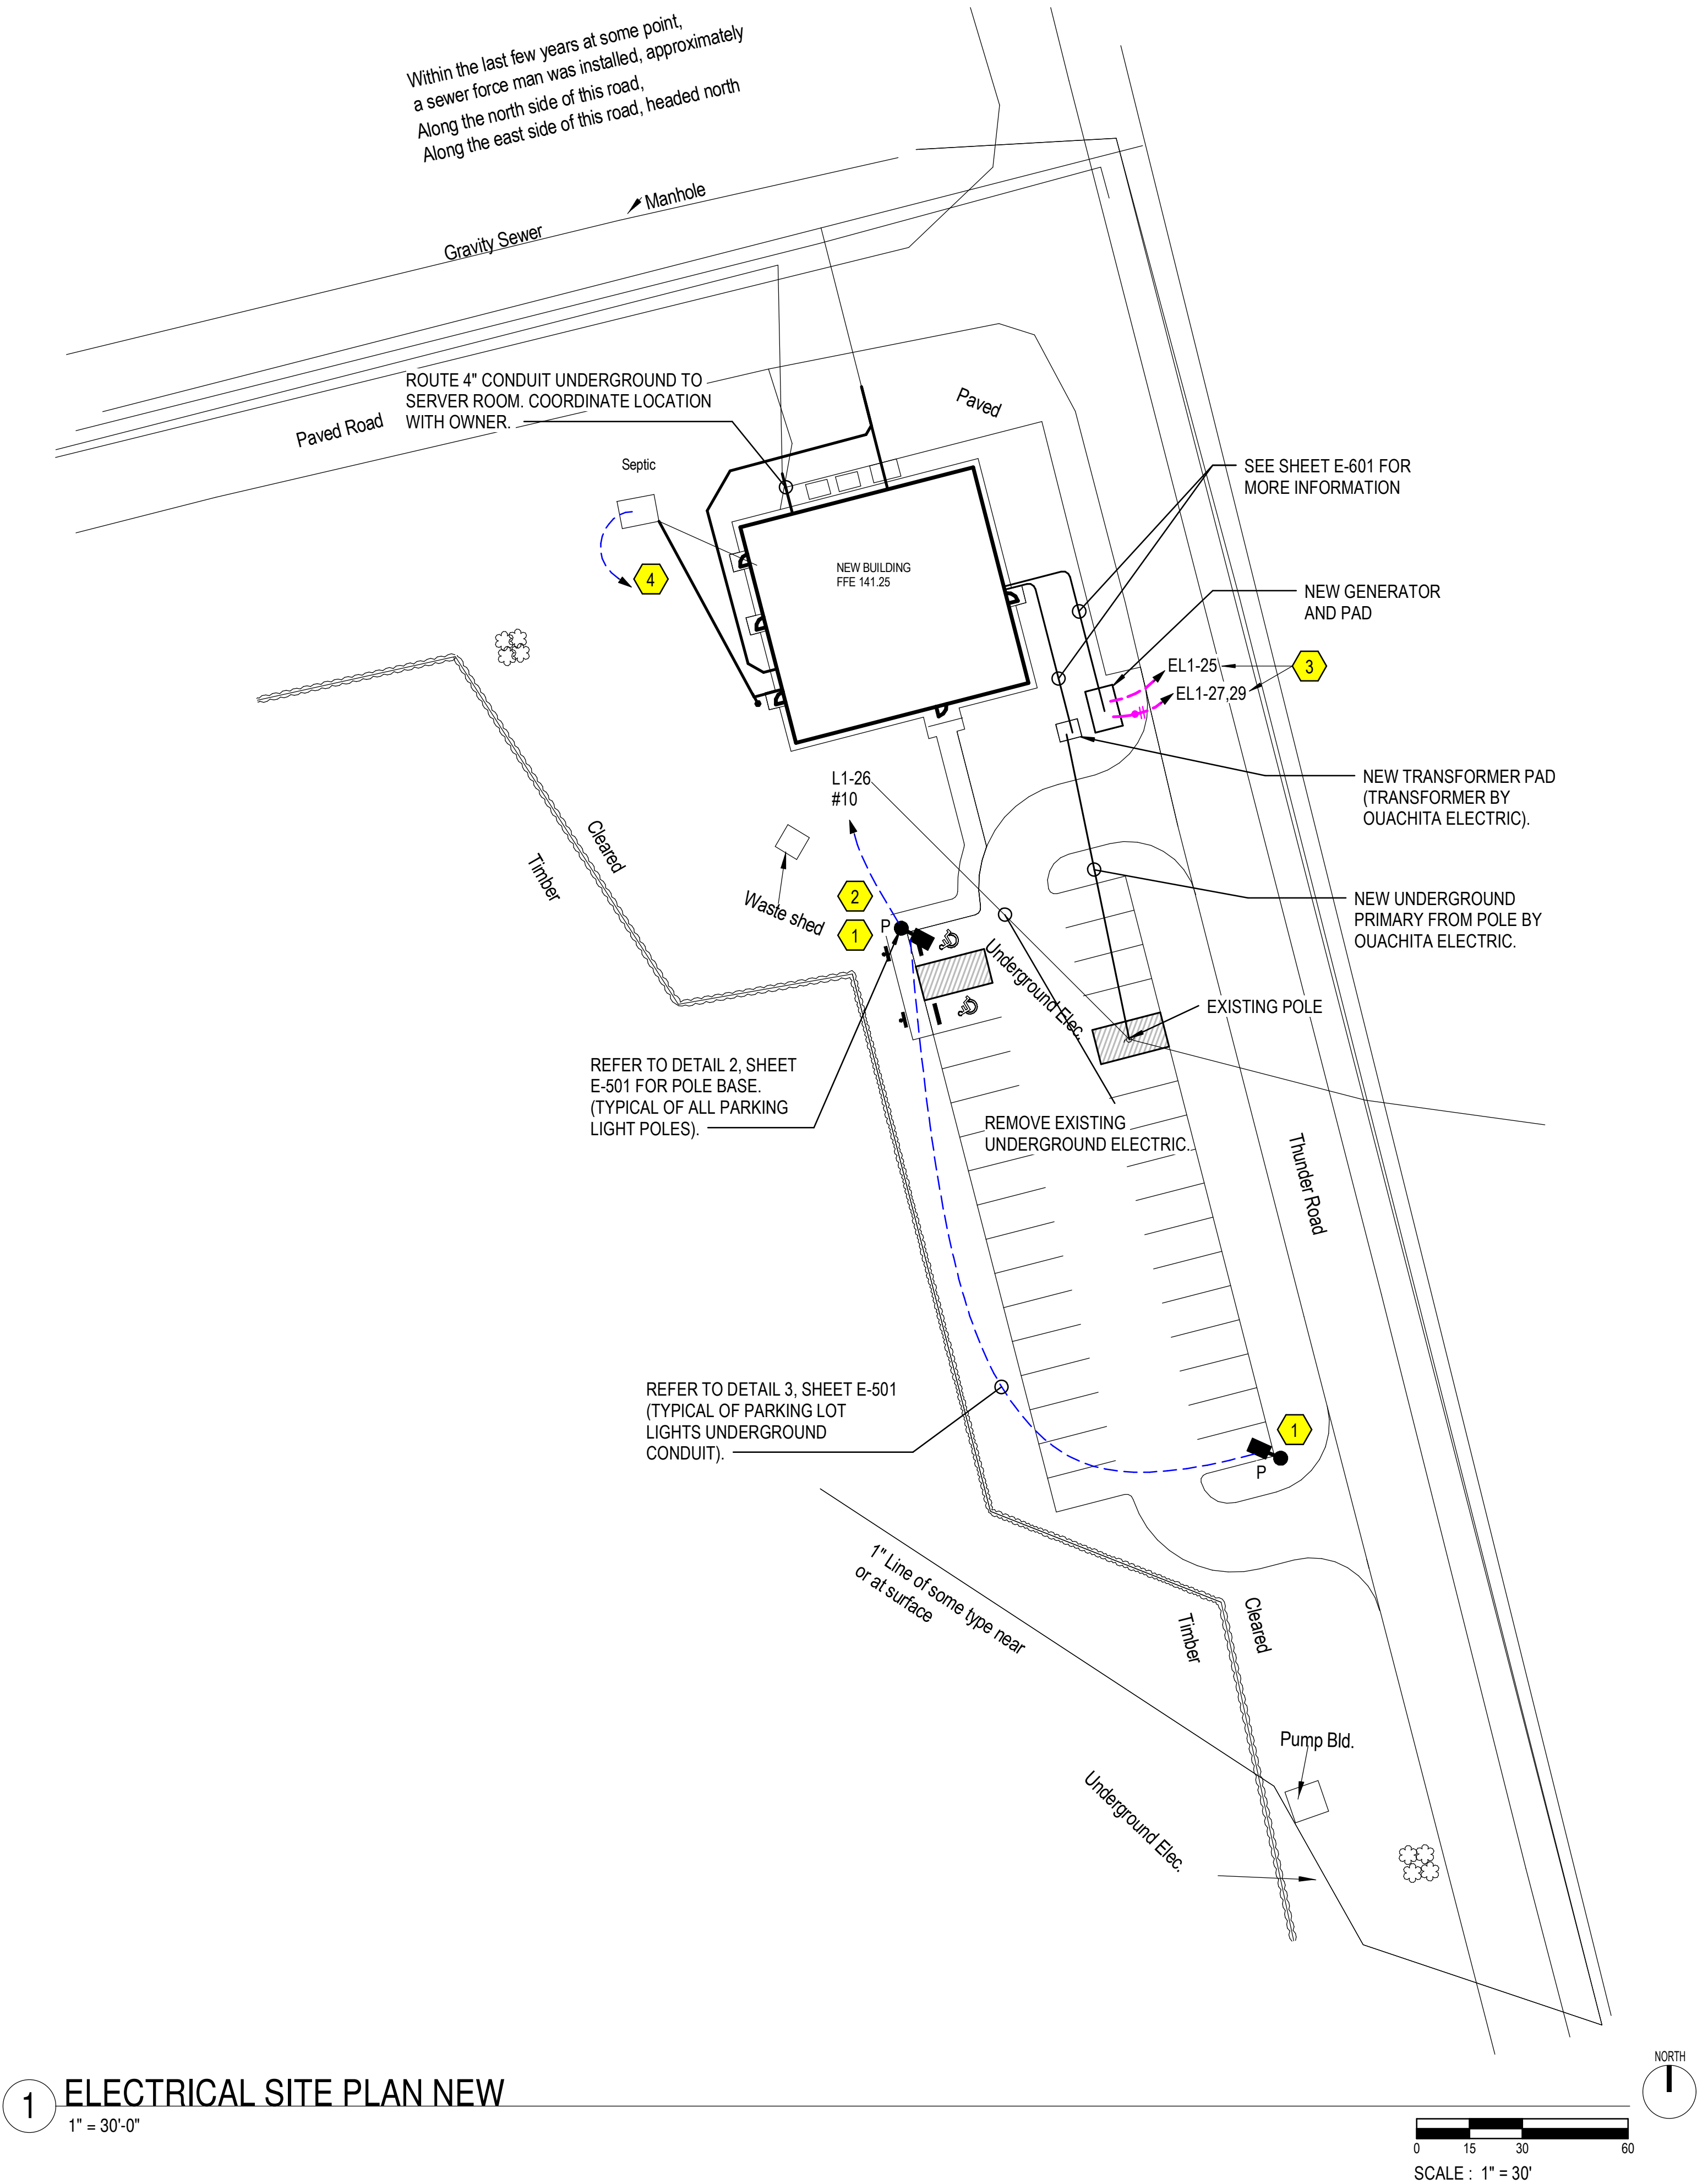 Within the last few years at some point,
a sewer force man was installed, approximately
Along the north side of this road,
Along the east side of this road, headed north
Manhole
Gravity Sewer
ROUTE 4" CONDUIT UNDERGROUND TO
SERVER ROOM. COORDINATE LOCATION
WITH OWNER.
Paved Road
Paved
Septic
SEE SHEET E-601 FOR
MORE INFORMATION
4
NEW BUILDING
FFE 141.25
NEW GENERATOR
AND PAD
EL1-25
3
EL1-27,29
L1-26
#10
NEW TRANSFORMER PAD
(TRANSFORMER BY
OUACHITA ELECTRIC).
Cleared
Timber
Waste shed
2
1
P
NEW UNDERGROUND
PRIMARY FROM POLE BY
OUACHITA ELECTRIC.
Underground Elec.
EXISTING POLE
REFER TO DETAIL 2, SHEET
E-501 FOR POLE BASE.
(TYPICAL OF ALL PARKING
LIGHT POLES).
REMOVE EXISTING
UNDERGROUND ELECTRIC.
Thunder Road
REFER TO DETAIL 3, SHEET E-501
(TYPICAL OF PARKING LOT
LIGHTS UNDERGROUND
CONDUIT).
1
P
1" Line of some type near
or at surface
Cleared
Timber
Pump Bld.
Underground Elec.
NORTH
1
ELECTRICAL SITE PLAN NEW
1" = 30'-0"
0 15 30 60
SCALE : 1" = 30'